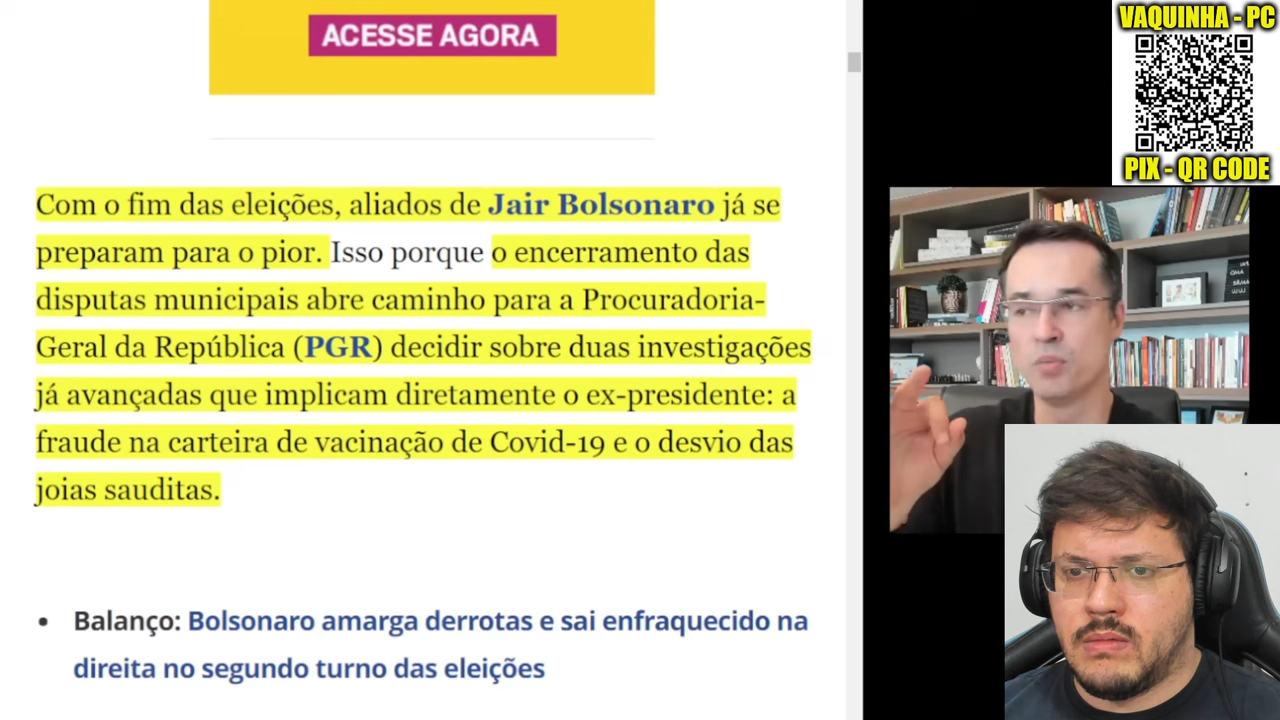 ACESSE AGORA
VAQUINHA - PC
PIX - QR CODE
Com o fim das eleições, aliados de Jair Bolsonaro já se
preparam para o pior. Isso porque o encerramento das
disputas municipais abre caminho para a Procuradoria-
Geral da República (PGR) decidir sobre duas investigações
já avançadas que implicam diretamente o ex-presidente: a
fraude na carteira de vacinação de Covid-19 e o desvio das
joias sauditas.
• Balanço: Bolsonaro amarga derrotas e sai enfraquecido na
direita no segundo turno das eleições